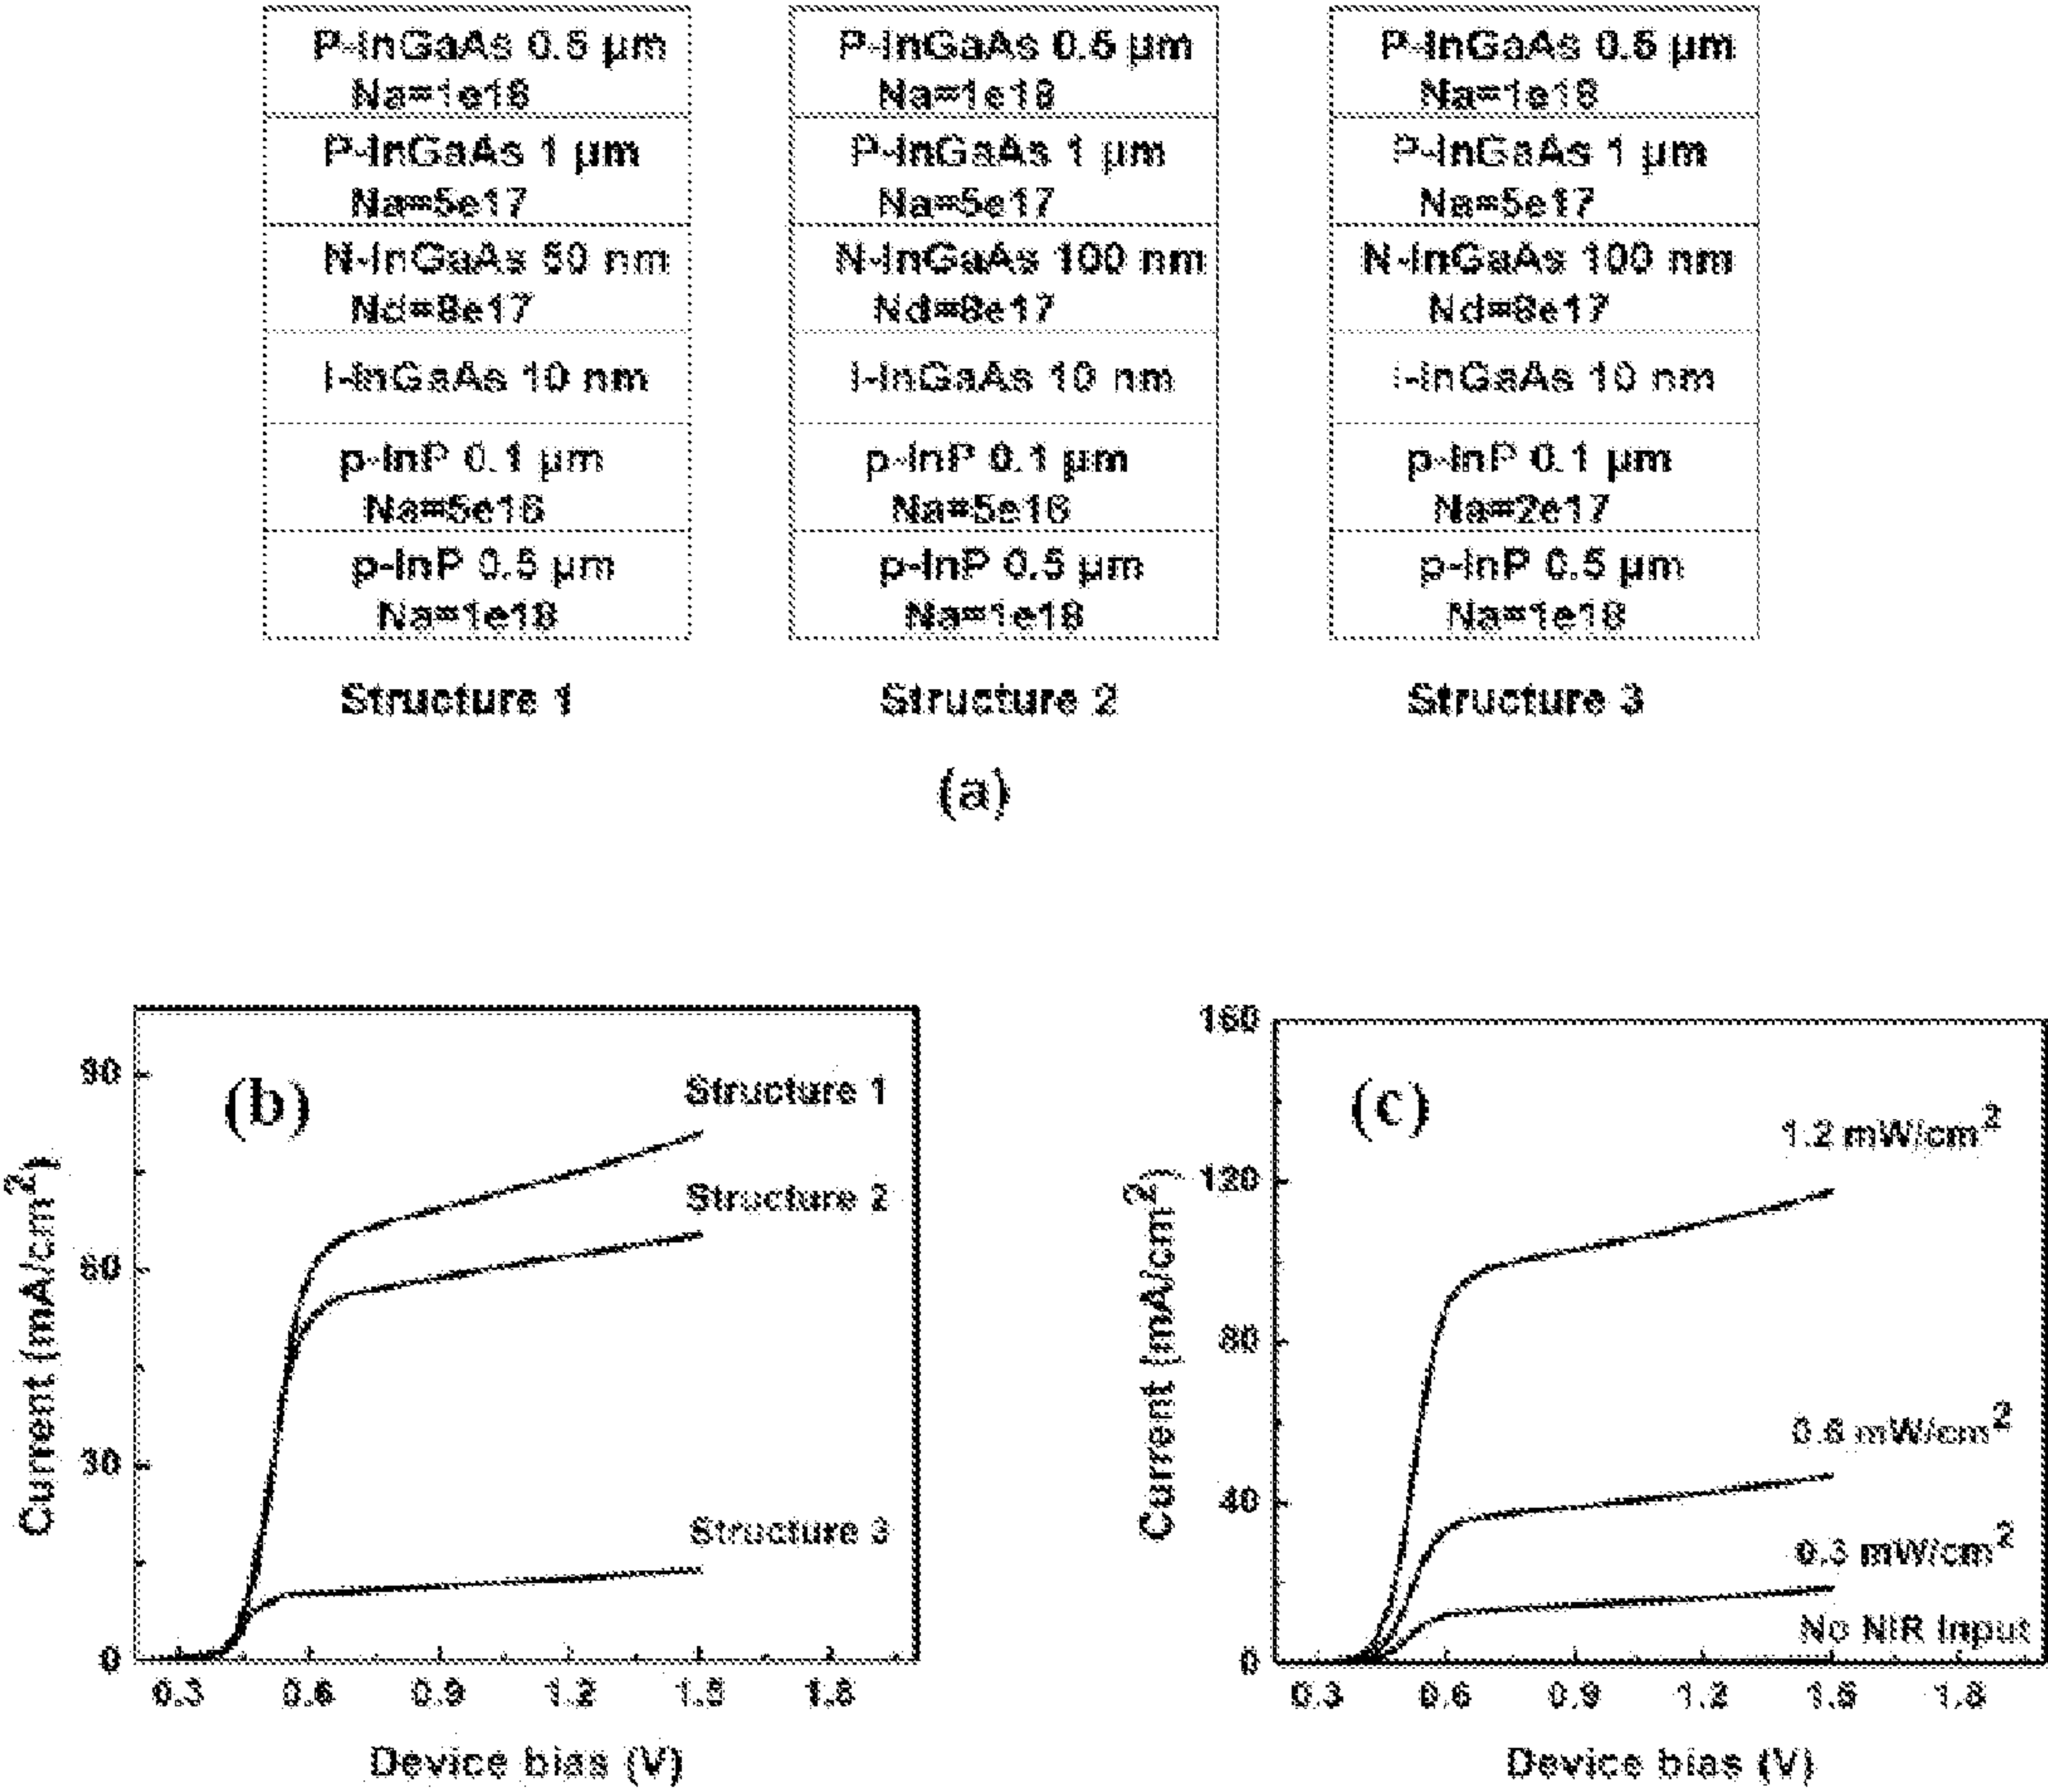 P-InGaAs 0.5 µm
Na=1e18
P-InGaAs 1 µm
Na=5e17
N-InGaAs 50 nm
Nd=8e17
i-InGaAs 10 nm
p-InP 0.1 µm
Na=5e16
p-InP 0.5 µm
Na=1e18
Structure 1
P-InGaAs 0.5 µm
Na=1e18
P-InGaAs 1 µm
Na=5e17
N-InGaAs 100 nm
Nd=8e17
i-InGaAs 10 nm
p-InP 0.1 µm
Na=5e16
p-InP 0.5 µm
Na=1e18
Structure 2
P-InGaAs 0.5 µm
Na=1e18
P-InGaAs 1 µm
Na=5e17
N-InGaAs 100 nm
Nd=8e17
i-InGaAs 10 nm
p-InP 0.1 µm
Na=2e17
p-InP 0.5 µm
Na=1e18
Structure 3
(a)
(b)
Current (mA/cm²)
90
60
30
0
Structure 1
Structure 2
Structure 3
0.3 0.6 0.9 1.2 1.5 1.8
Device bias (V)
(c)
Current (mA/cm²)
160
120
80
40
0
1.2 mW/cm²
0.6 mW/cm²
0.3 mW/cm²
No NIR Input
0.3 0.6 0.9 1.2 1.5 1.8
Device bias (V)